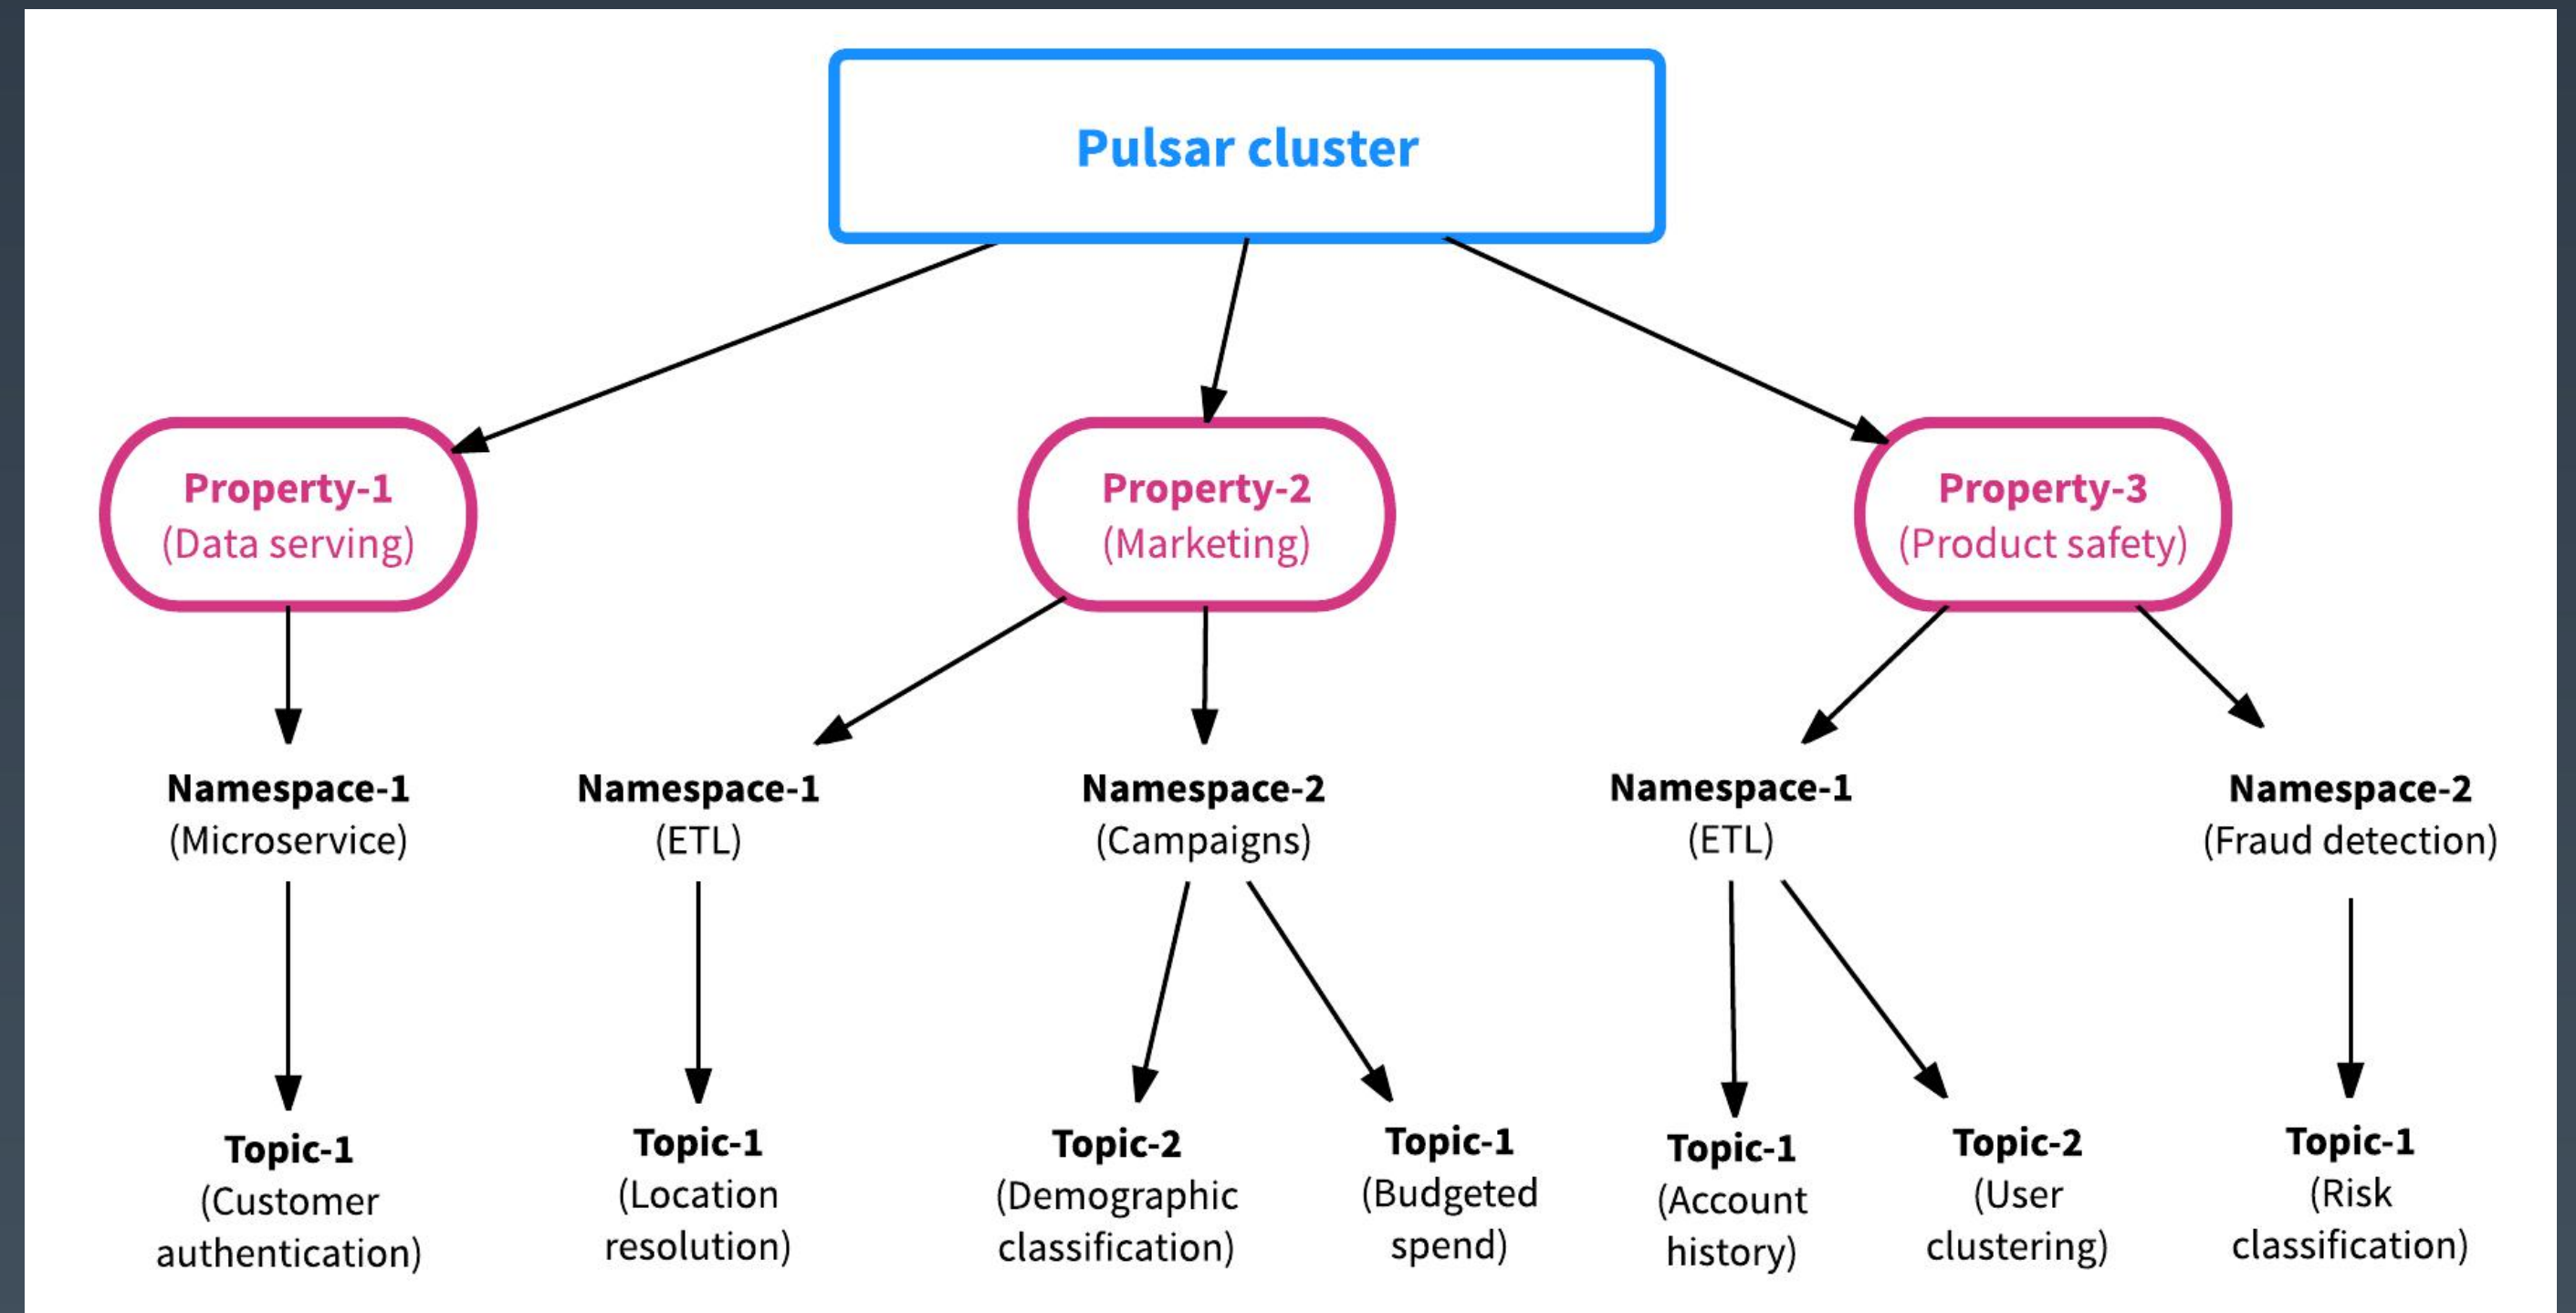 Pulsar cluster
Property-1
(Data serving)
Property-2
(Marketing)
Property-3
(Product safety)
Namespace-1
(Microservice)
Namespace-1
(ETL)
Namespace-2
(Campaigns)
Namespace-1
(ETL)
Namespace-2
(Fraud detection)
Topic-1
(Customer
authentication)
Topic-1
(Location
resolution)
Topic-2
(Demographic
classification)
Topic-1
(Budgeted
spend)
Topic-1
(Account
history)
Topic-2
(User
clustering)
Topic-1
(Risk
classification)